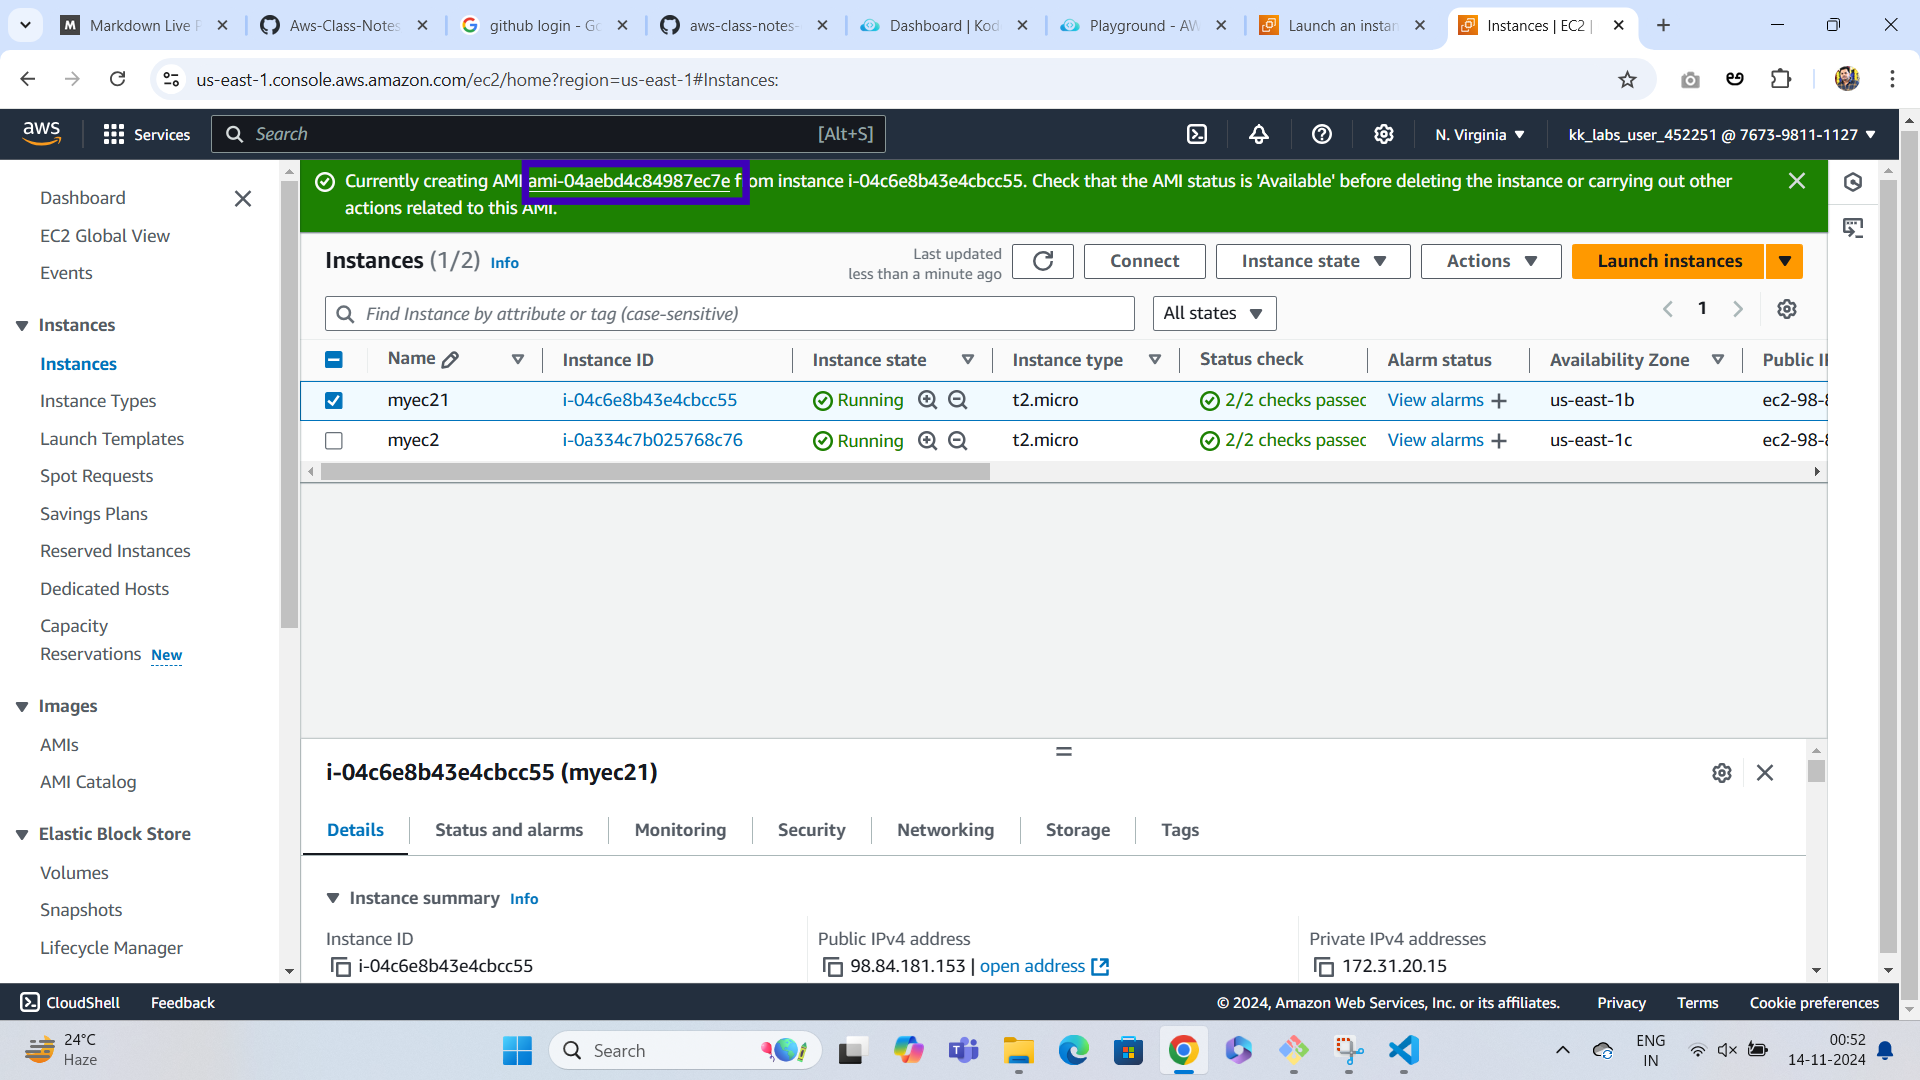 Markdown Live P
Aws-Class-Notes
github login - Go
aws-class-notes-
Dashboard | Kod
Playground - AW
Launch an instan
Instances | EC2 |
us-east-1.console.aws.amazon.com/ec2/home?region=us-east-1#Instances:
aws
Services
Search
[Alt+S]
N. Virginia
kk_labs_user_452251 @ 7673-9811-1127
Currently creating AMI ami-04aebd4c84987ec7e from instance i-04c6e8b43e4cbcc55. Check that the AMI status is 'Available' before deleting the instance or carrying out other
actions related to this AMI.
Dashboard
EC2 Global View
Events
Instances
Instances
Instance Types
Launch Templates
Spot Requests
Savings Plans
Reserved Instances
Dedicated Hosts
Capacity
Reservations New
Images
AMIs
AMI Catalog
Elastic Block Store
Volumes
Snapshots
Lifecycle Manager
Instances (1/2) Info
Last updated
less than a minute ago
Connect
Instance state
Actions
Launch instances
Find Instance by attribute or tag (case-sensitive)
All states
1
Name Instance ID Instance state Instance type Status check Alarm status Availability Zone Public I
myec21 i-04c6e8b43e4cbcc55 Running t2.micro 2/2 checks passed View alarms us-east-1b ec2-98-8
myec2 i-0a334c7b025768c76 Running t2.micro 2/2 checks passed View alarms us-east-1c ec2-98-8
i-04c6e8b43e4cbcc55 (myec21)
Details Status and alarms Monitoring Security Networking Storage Tags
Instance summary Info
Instance ID
i-04c6e8b43e4cbcc55
Public IPv4 address
98.84.181.153 | open address
Private IPv4 addresses
172.31.20.15
CloudShell Feedback
© 2024, Amazon Web Services, Inc. or its affiliates. Privacy Terms Cookie preferences
24°C
Haze
Search
ENG
IN
00:52
14-11-2024